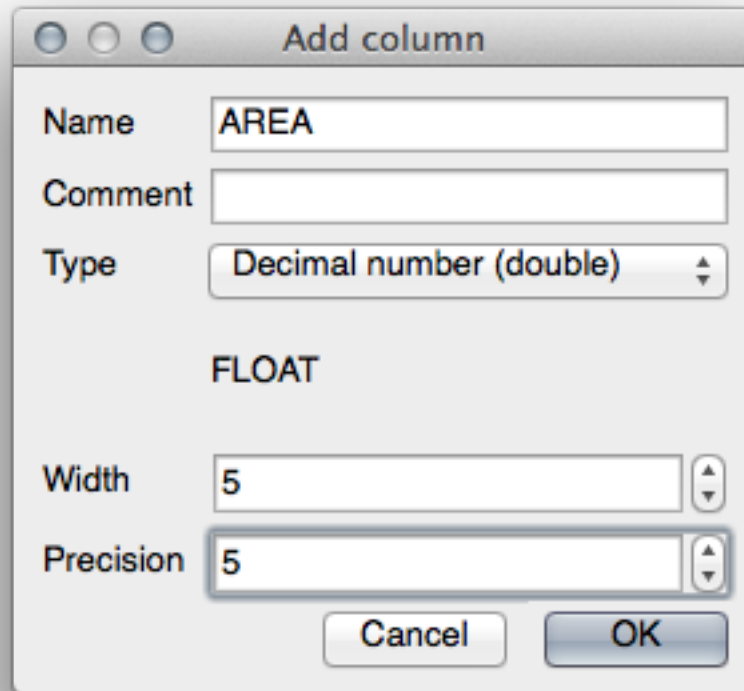 Add column
Name AREA
Comment
Type Decimal number (double)
FLOAT
Width 5
Precision 5
Cancel OK